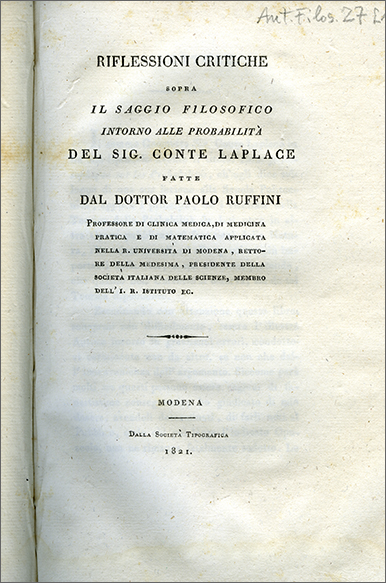 Ant. Filos. 27
RIFLESSIONI CRITICHE
SOPRA
IL SAGGIO FILOSOFICO
INTORNO ALLE PROBABILITÀ
DEL SIG. CONTE LAPLACE
FATTE
DAL DOTTOR PAOLO RUFFINI
PROFESSORE DI CLINICA MEDICA, DI MEDICINA
PRATICA E DI MATEMATICA APPLICATA
NELLA R. UNIVERSITÀ DI MODENA, RETTO-
RE DELLA MEDESIMA, PRESIDENTE DELLA
SOCIETÀ ITALIANA DELLE SCIENZE, MEMBRO
DELL' I. R. ISTITUTO EC.
MODENA
DALLA SOCIETÀ TIPOGRAFICA
1821.